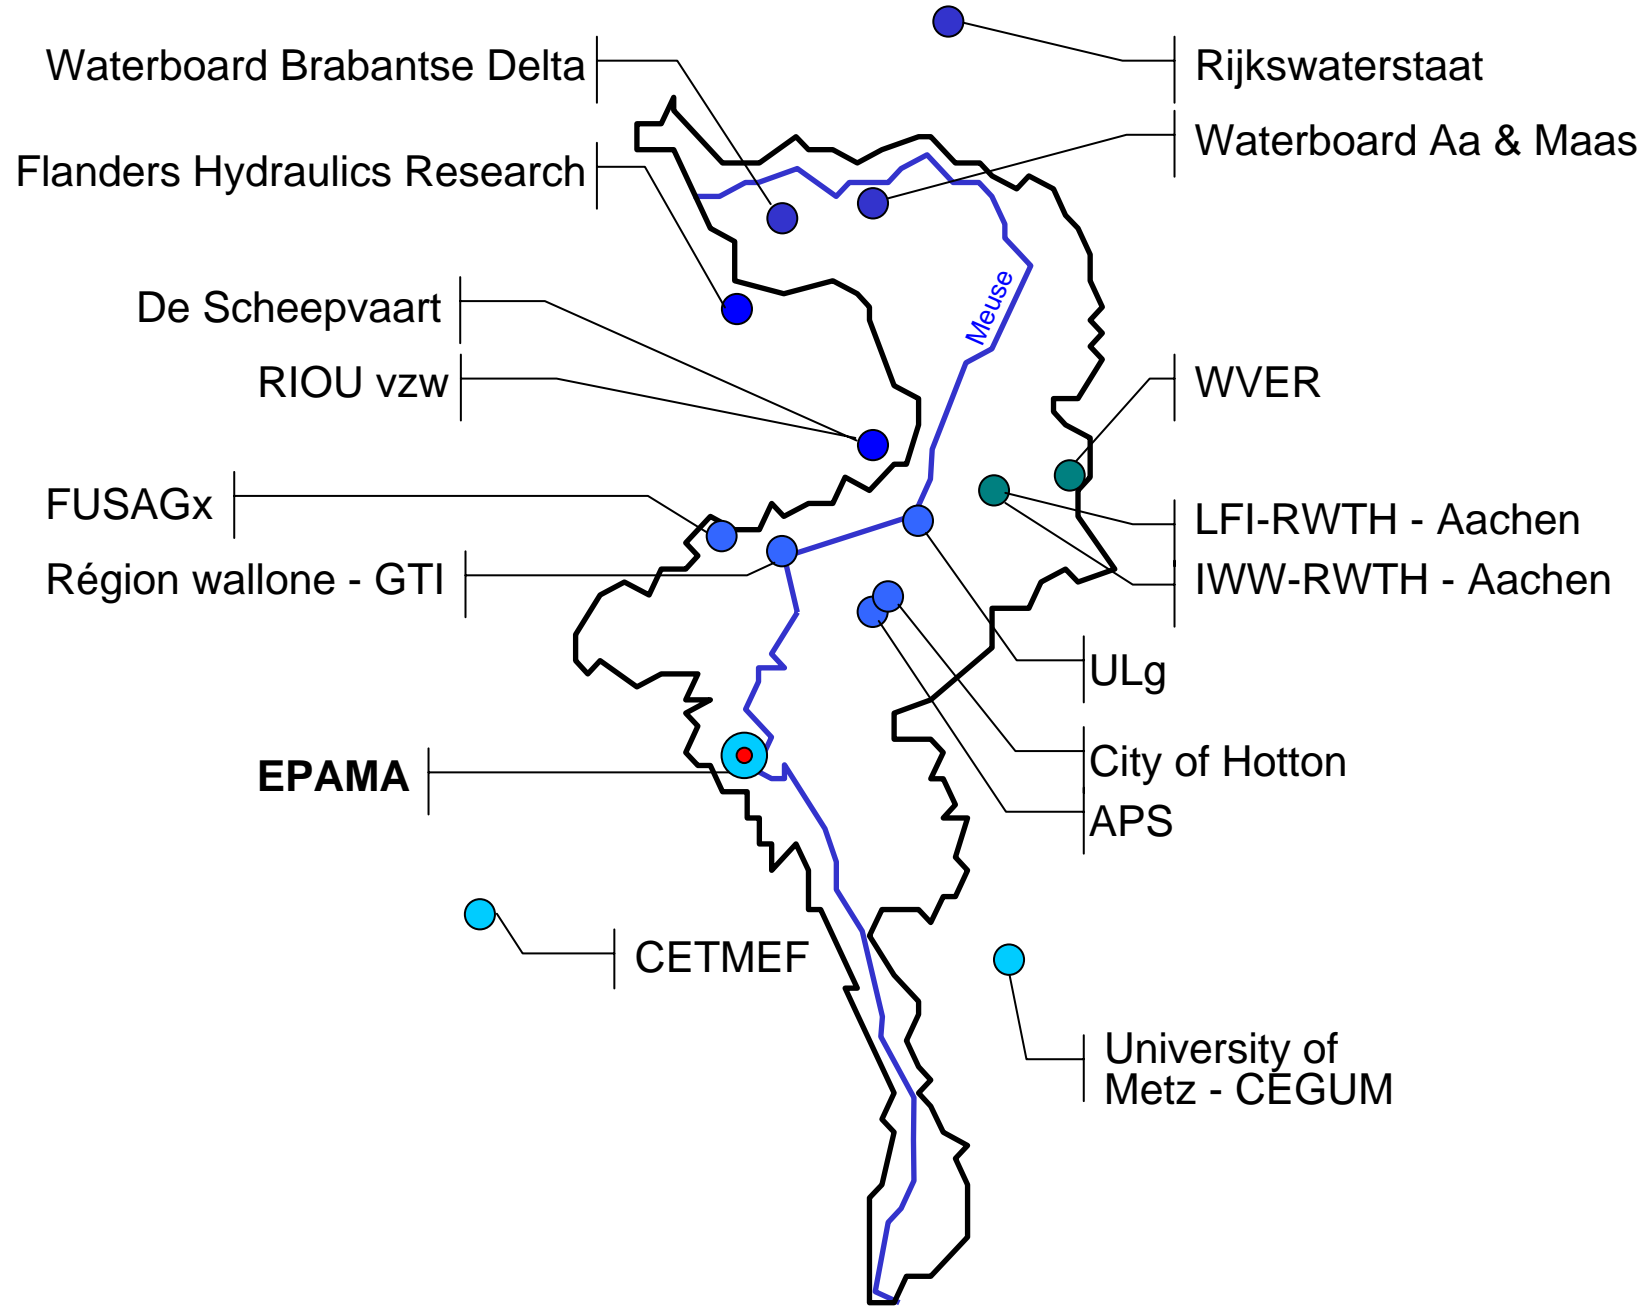 Waterboard Brabantse Delta
Rijkswaterstaat
Waterboard Aa & Maas
Flanders Hydraulics Research
De Scheepvaart
Meuse
RIOU vzw
WVER
FUSAGx
LFI-RWTH - Aachen
Région wallone - GTI
IWW-RWTH - Aachen
ULg
EPAMA
City of Hotton
APS
CETMEF
University of
Metz - CEGUM